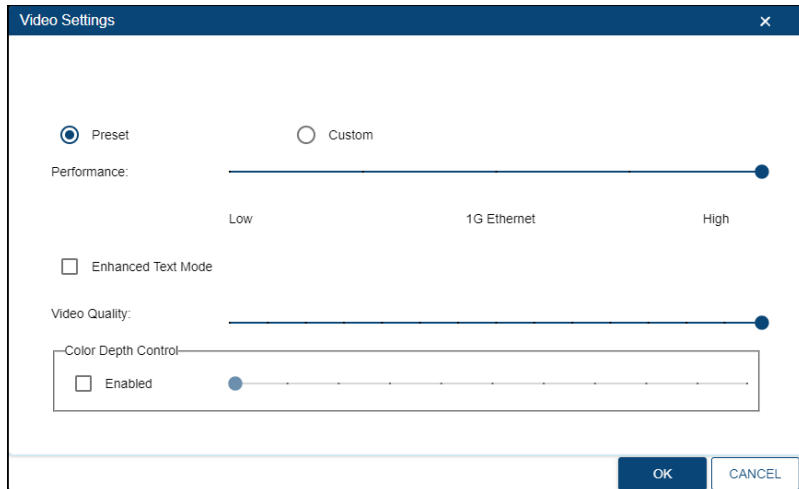 Video Settings
Preset Custom
Performance:
Low 1G Ethernet High
Enhanced Text Mode
Video Quality:
Color Depth Control
Enabled
OK CANCEL